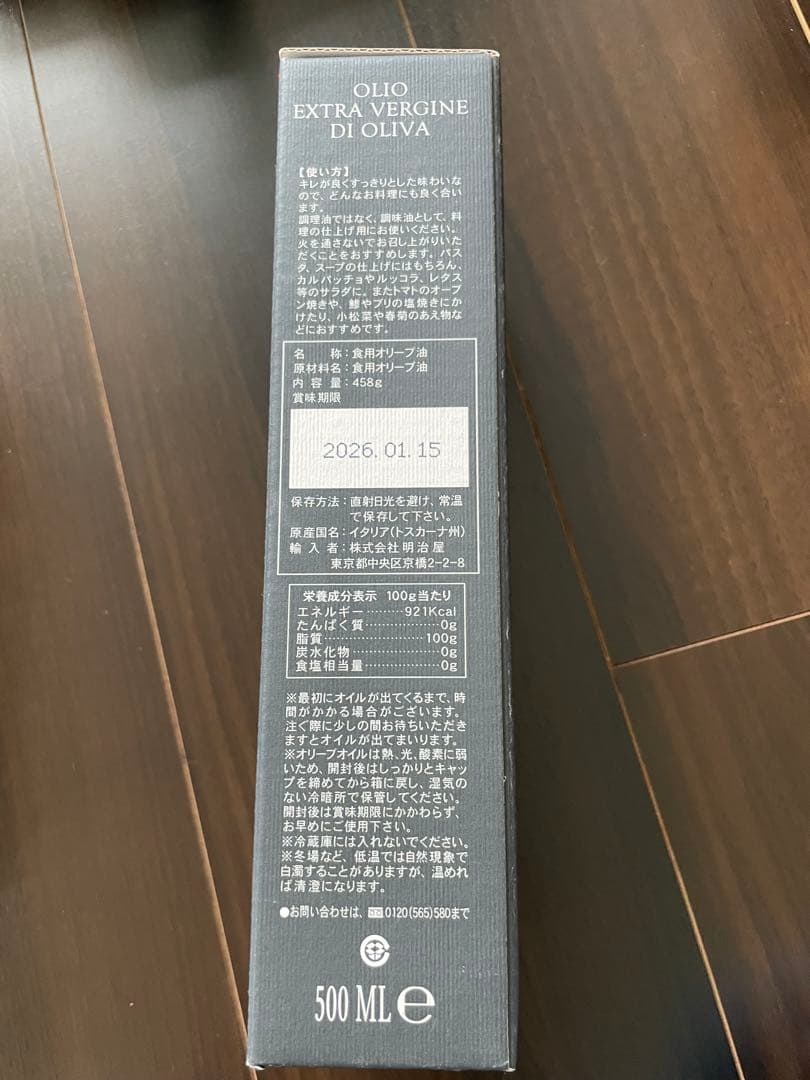 OLIO
EXTRA VERGINE
DI OLIVA
【使い方】
キレが良くすっきりとした味わいな
ので、どんなお料理にも良く合い
ます。
調理油ではなく、調味油として、料
理の仕上げ用にお使いください。
火を通さないでお召し上がりいた
だくことをおすすめします。パス
タ、スープの仕上げにはもちろん、
カルパッチョやルッコラ、レタス
等のサラダに。またトマトのオーブ
ン焼きや、鯵やブリの塩焼きにか
けたり、小松菜や春菊のあえ物な
どにおすすめです。
名 称：食用オリーブ油
原材料名：食用オリーブ油
内 容 量：458g
賞味期限
2026.01.15
保存方法：直射日光を避け、常温
で保存して下さい。
原産国名：イタリア(トスカーナ州)
輸 入 者：株式会社 明治屋
東京都中央区京橋2-2-8
栄養成分表示 100g当たり
エネルギー………921Kcal
たんぱく質………………0g
脂質……………………100g
炭水化物…………………0g
食塩相当量………………0g
※最初にオイルが出てくるまで、時
間がかかる場合がございます。
注ぐ際に少しの間お待ちいただき
ますとオイルが出てまいります。
※オリーブオイルは熱、光、酸素に弱
いため、開封後はしっかりとキャッ
プを締めてから箱に戻し、湿気の
ない冷暗所で保管してください。
開封後は賞味期限にかかわらず、
お早めにご使用下さい。
※冷蔵庫には入れないでください。
※冬場など、低温では自然現象で
白濁することがありますが、温めれ
ば清澄になります。
●お問い合わせは、0120(565)580まで
500 ML e